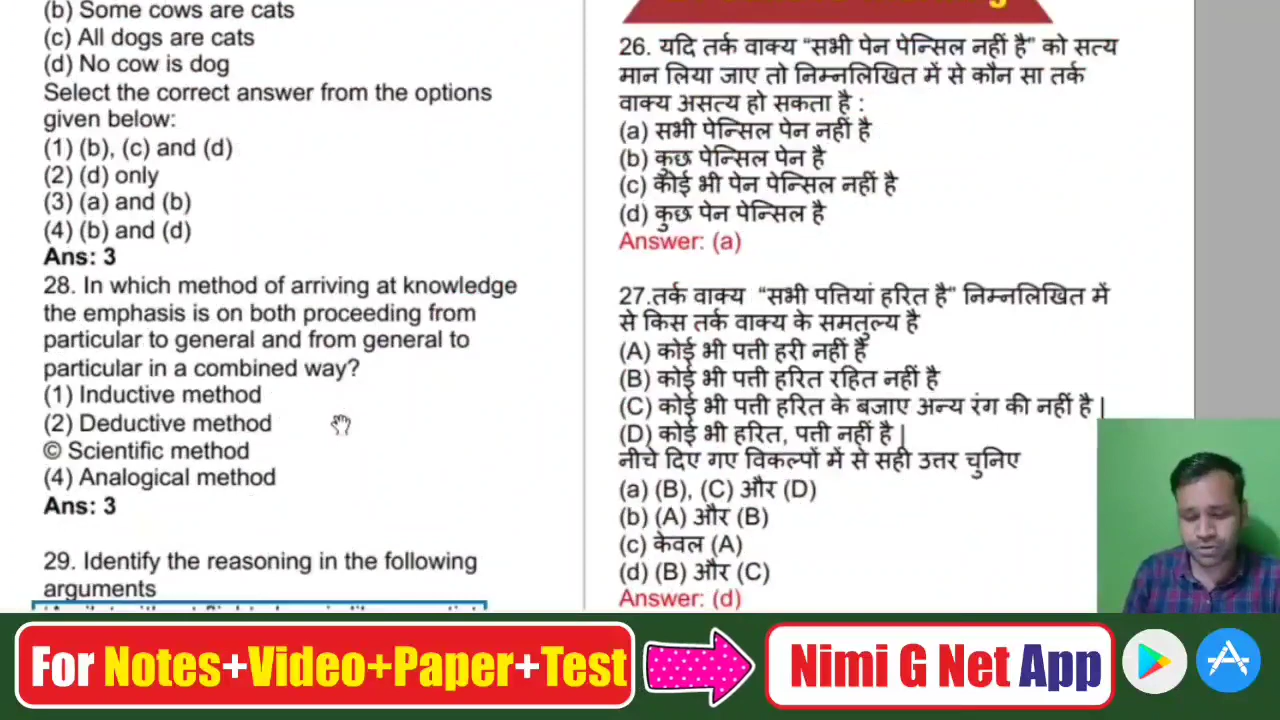 (b) Some cows are cats
(c) All dogs are cats
(d) No cow is dog
Select the correct answer from the options
given below:
(1) (b), (c) and (d)
(2) (d) only
(3) (a) and (b)
(4) (b) and (d)
Ans: 3
28. In which method of arriving at knowledge
the emphasis is on both proceeding from
particular to general and from general to
particular in a combined way?
(1) Inductive method
(2) Deductive method
© Scientific method
(4) Analogical method
Ans: 3
29. Identify the reasoning in the following
arguments
26. यदि तर्क वाक्य “सभी पेन पेन्सिल नहीं है” को सत्य
मान लिया जाए तो निम्नलिखित में से कौन सा तर्क
वाक्य असत्य हो सकता है :
(a) सभी पेन्सिल पेन नहीं है
(b) कुछ पेन्सिल पेन है
(c) कोई भी पेन पेन्सिल नहीं है
(d) कुछ पेन पेन्सिल है
Answer: (a)
27.तर्क वाक्य “सभी पत्तियां हरित है” निम्नलिखित में
से किस तर्क वाक्य के समतुल्य है
(A) कोई भी पत्ती हरी नहीं है
(B) कोई भी पत्ती हरित रहित नहीं है
(C) कोई भी पत्ती हरित के बजाए अन्य रंग की नहीं है |
(D) कोई भी हरित, पत्ती नहीं है |
नीचे दिए गए विकल्पों में से सही उत्तर चुनिए
(a) (B), (C) और (D)
(b) (A) और (B)
(c) केवल (A)
(d) (B) और (C)
Answer: (d)
For Notes+Video+Paper+Test
Nimi G Net App